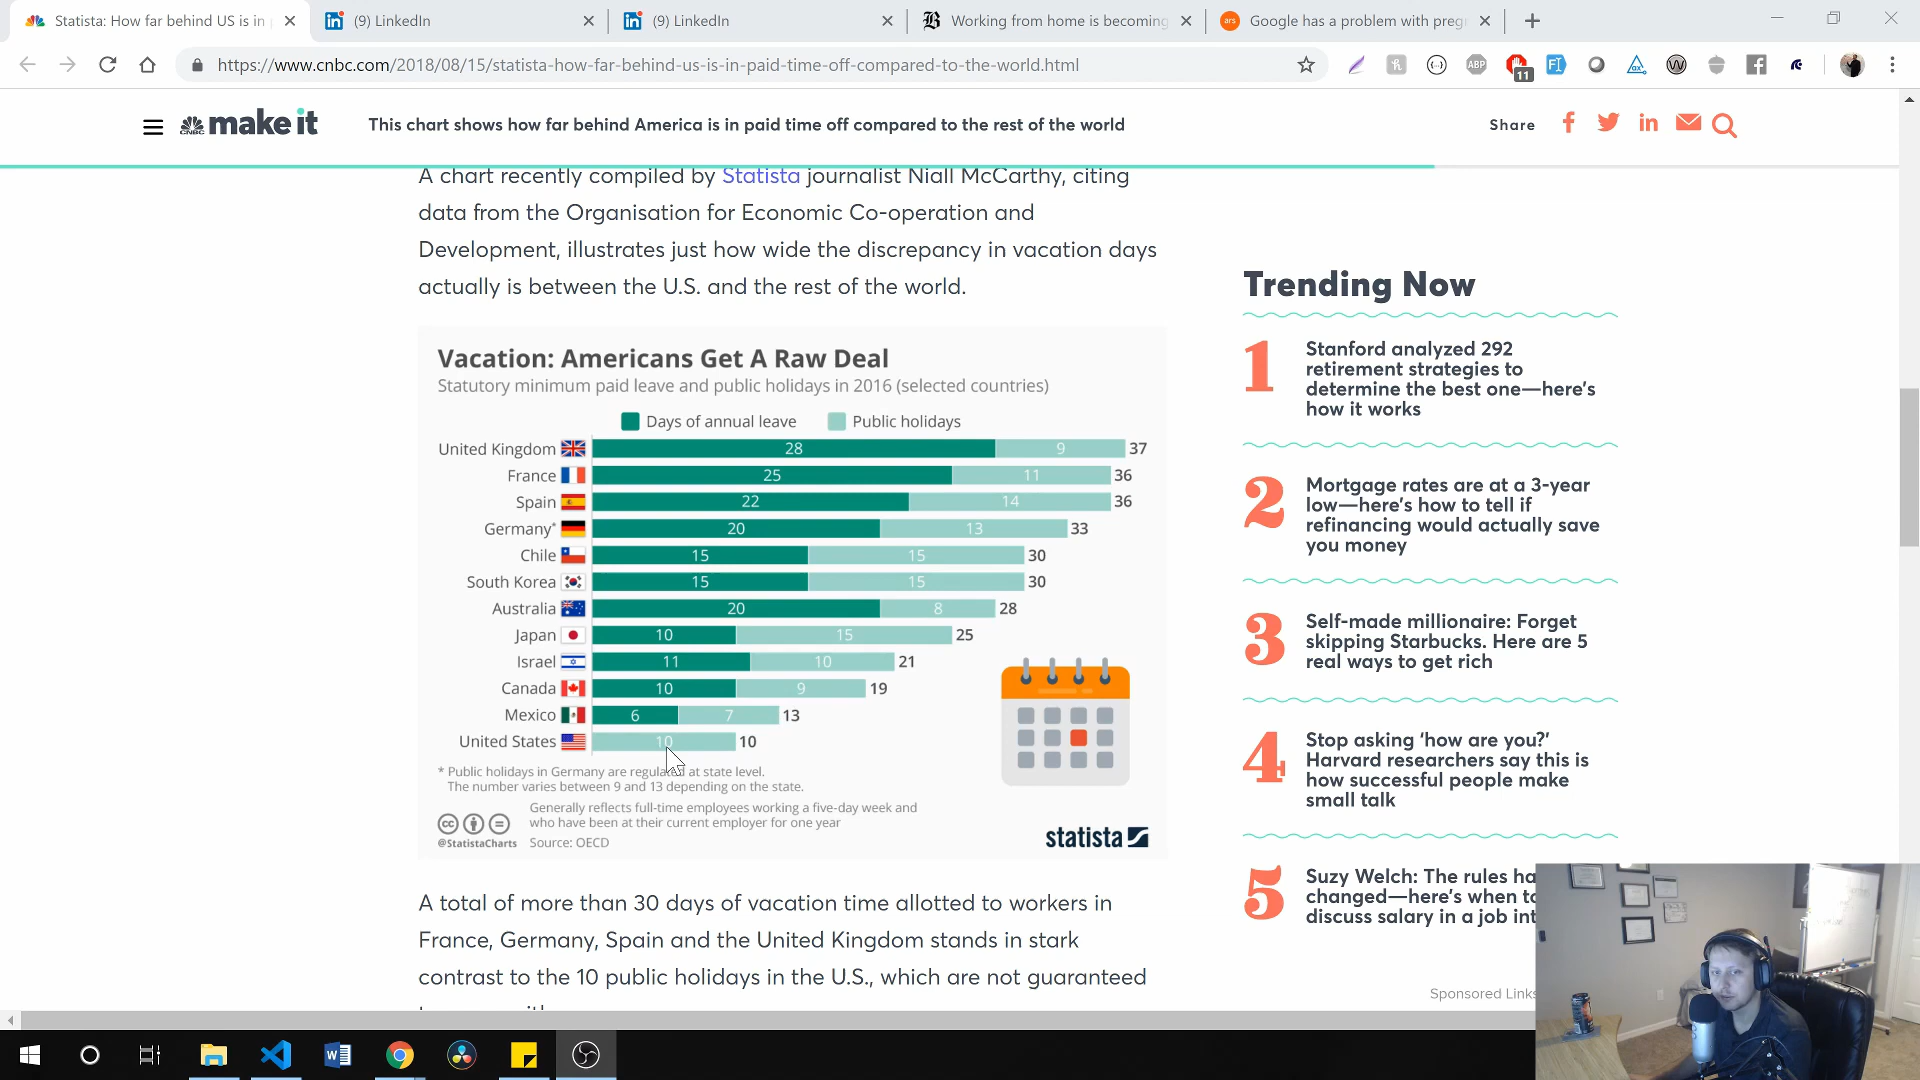 Statista: How far behind US is in
(9) LinkedIn
(9) LinkedIn
Working from home is becoming
Google has a problem with preg
https://www.cnbc.com/2018/08/15/statista-how-far-behind-us-is-in-paid-time-off-compared-to-the-world.html
ABP
11
CNBC make it
This chart shows how far behind America is in paid time off compared to the rest of the world
Share
A chart recently compiled by Statista journalist Niall McCarthy, citing
data from the Organisation for Economic Co-operation and
Development, illustrates just how wide the discrepancy in vacation days
actually is between the U.S. and the rest of the world.
Vacation: Americans Get A Raw Deal
Statutory minimum paid leave and public holidays in 2016 (selected countries)
Days of annual leave Public holidays
United Kingdom 28 9 37
France 25 11 36
Spain 22 14 36
Germany* 20 13 33
Chile 15 15 30
South Korea 15 15 30
Australia 20 8 28
Japan 10 15 25
Israel 11 10 21
Canada 10 9 19
Mexico 6 7 13
United States 10 10
* Public holidays in Germany are regulated at state level.
The number varies between 9 and 13 depending on the state.
Generally reflects full-time employees working a five-day week and
who have been at their current employer for one year
cc
@StatistaCharts Source: OECD
statista
A total of more than 30 days of vacation time allotted to workers in
France, Germany, Spain and the United Kingdom stands in stark
contrast to the 10 public holidays in the U.S., which are not guaranteed
Trending Now
1
Stanford analyzed 292
retirement strategies to
determine the best one—here's
how it works
2
Mortgage rates are at a 3-year
low—here's how to tell if
refinancing would actually save
you money
3
Self-made millionaire: Forget
skipping Starbucks. Here are 5
real ways to get rich
4
Stop asking 'how are you?'
Harvard researchers say this is
how successful people make
small talk
5
Suzy Welch: The rules ha
changed—here's when to
discuss salary in a job int
Sponsored Links